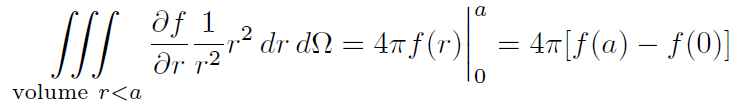 ∭ ∂f/∂r 1/r² r² dr dΩ = 4πf(r)|₀ᵃ = 4π[f(a) − f(0)]
volume r<a